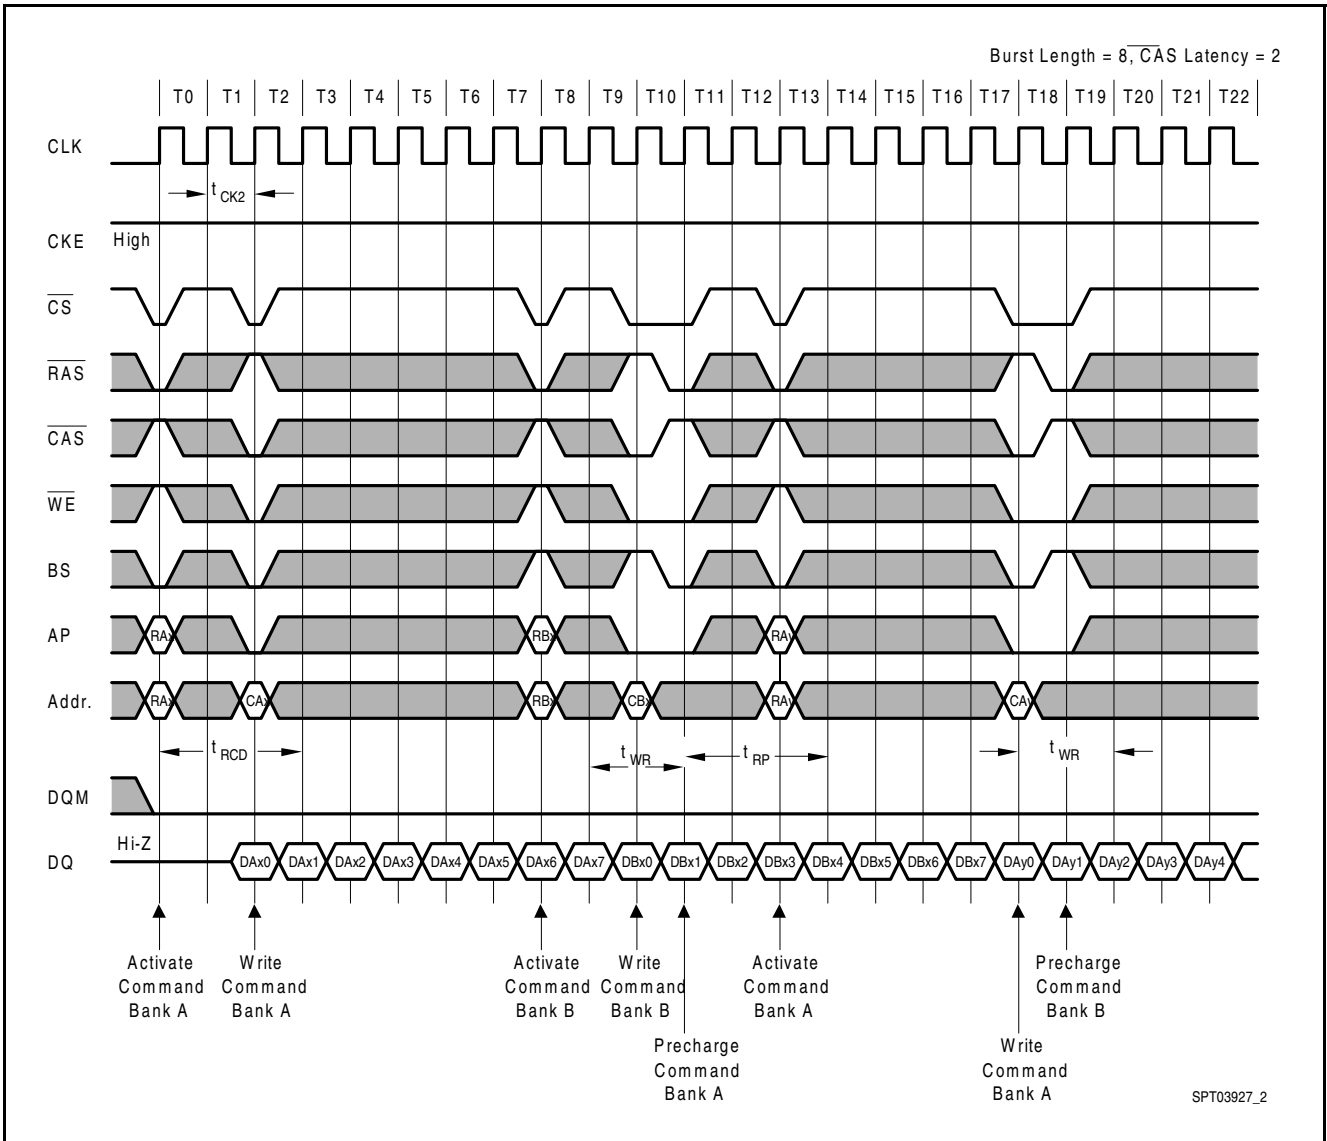 Burst Length = 8, CAS Latency = 2
T0 T1 T2 T3 T4 T5 T6 T7 T8 T9 T10 T11 T12 T13 T14 T15 T16 T17 T18 T19 T20 T21 T22
CLK
t CK2
CKE High
CS
RAS
CAS
WE
BS
AP RAx RBx RAy
Addr. RAx CAx RBx CBx RAy CAy
t RCD t WR t RP t WR
DQM
DQ Hi-Z DAx0 DAx1 DAx2 DAx3 DAx4 DAx5 DAx6 DAx7 DBx0 DBx1 DBx2 DBx3 DBx4 DBx5 DBx6 DBx7 DAy0 DAy1 DAy2 DAy3 DAy4
Activate Command Bank A
Write Command Bank A
Activate Command Bank B
Write Command Bank B
Activate Command Bank A
Precharge Command Bank B
Precharge Command Bank A
Write Command Bank A
SPT03927_2